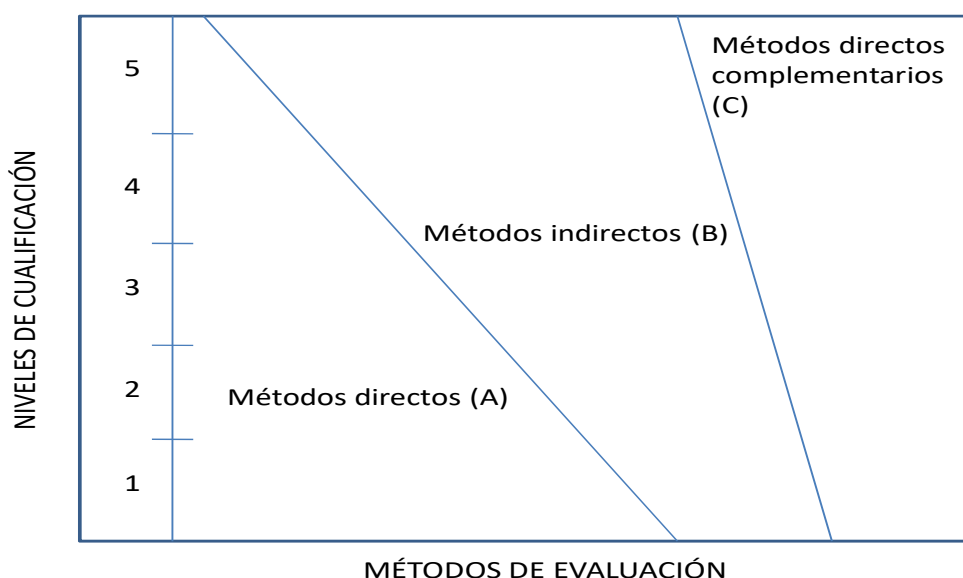 NIVELES DE CUALIFICACIÓN
5
4
3
2
1
Métodos directos
complementarios
(C)
Métodos indirectos (B)
Métodos directos (A)
MÉTODOS DE EVALUACIÓN